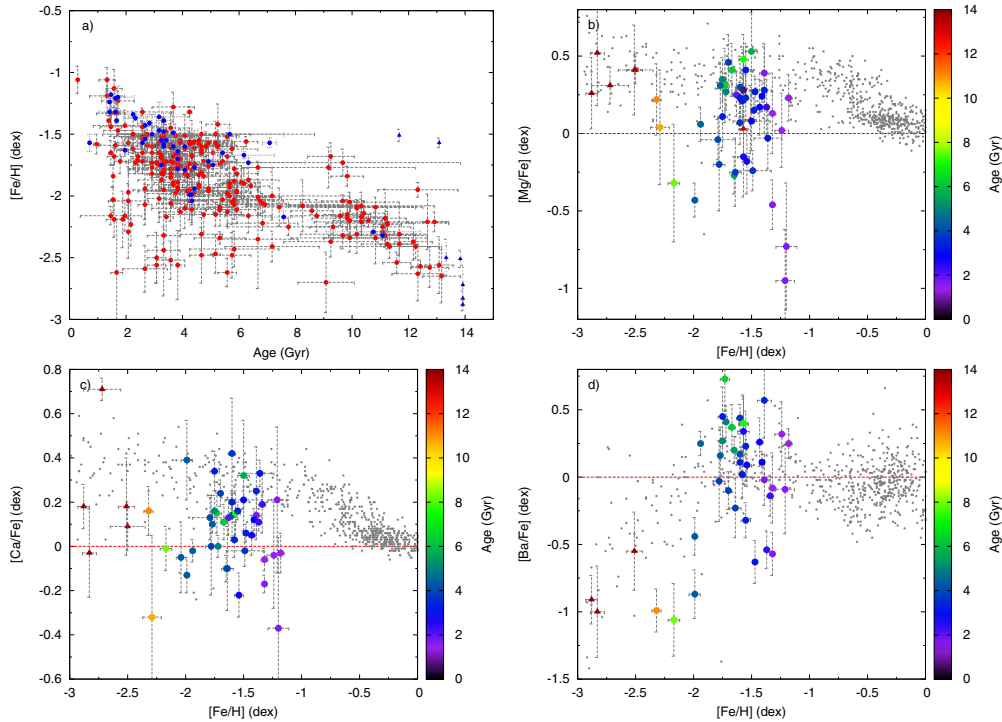 a)
-0.5
-1
-1.5
-2
-2.5
-3
0 2 4 6 8 10 12 14
[Fe/H] (dex)
Age (Gyr)
b)
0.5
0
-0.5
-1
-3 -2.5 -2 -1.5 -1 -0.5 0
[Mg/Fe] (dex)
[Fe/H] (dex)
14
12
10
8
6
4
2
0
Age (Gyr)
c)
0.8
0.6
0.4
0.2
0
-0.2
-0.4
-0.6
-3 -2.5 -2 -1.5 -1 -0.5 0
[Ca/Fe] (dex)
[Fe/H] (dex)
14
12
10
8
6
4
2
0
Age (Gyr)
d)
0.5
0
-0.5
-1
-1.5
-3 -2.5 -2 -1.5 -1 -0.5 0
[Ba/Fe] (dex)
[Fe/H] (dex)
14
12
10
8
6
4
2
0
Age (Gyr)